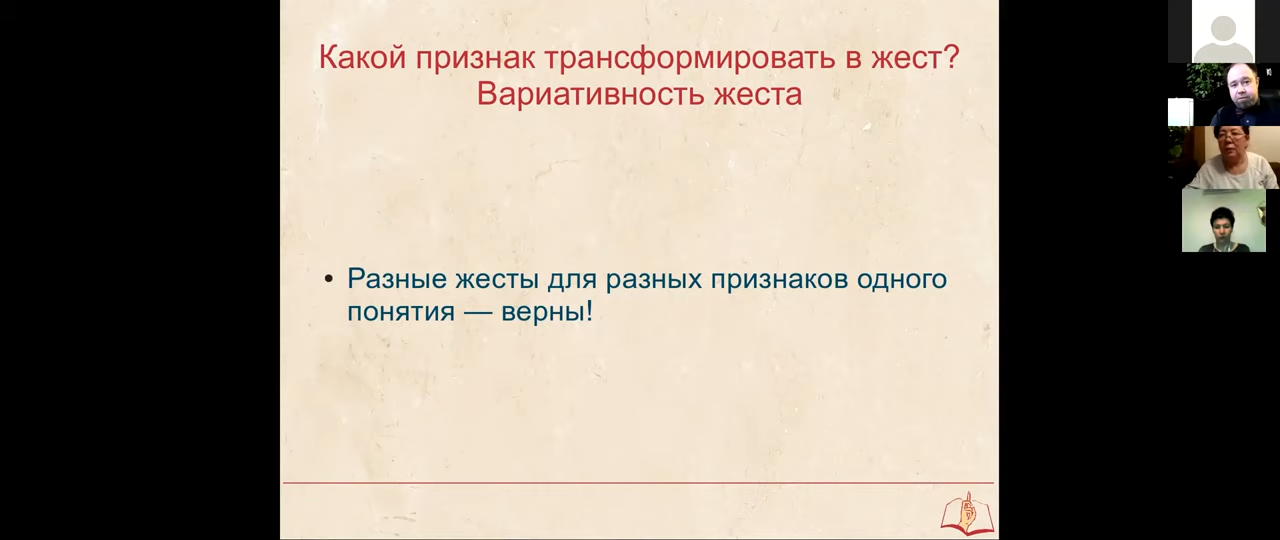 Какой признак трансформировать в жест?
Вариативность жеста
• Разные жесты для разных признаков одного
понятия — верны!